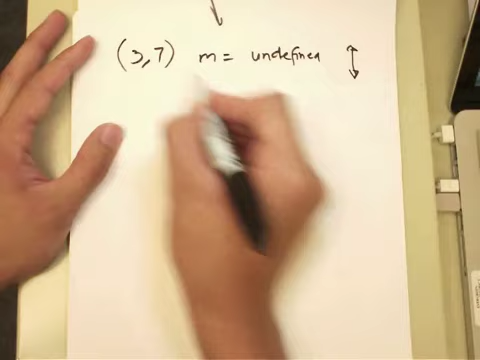 (3,7) m = undefined ↕